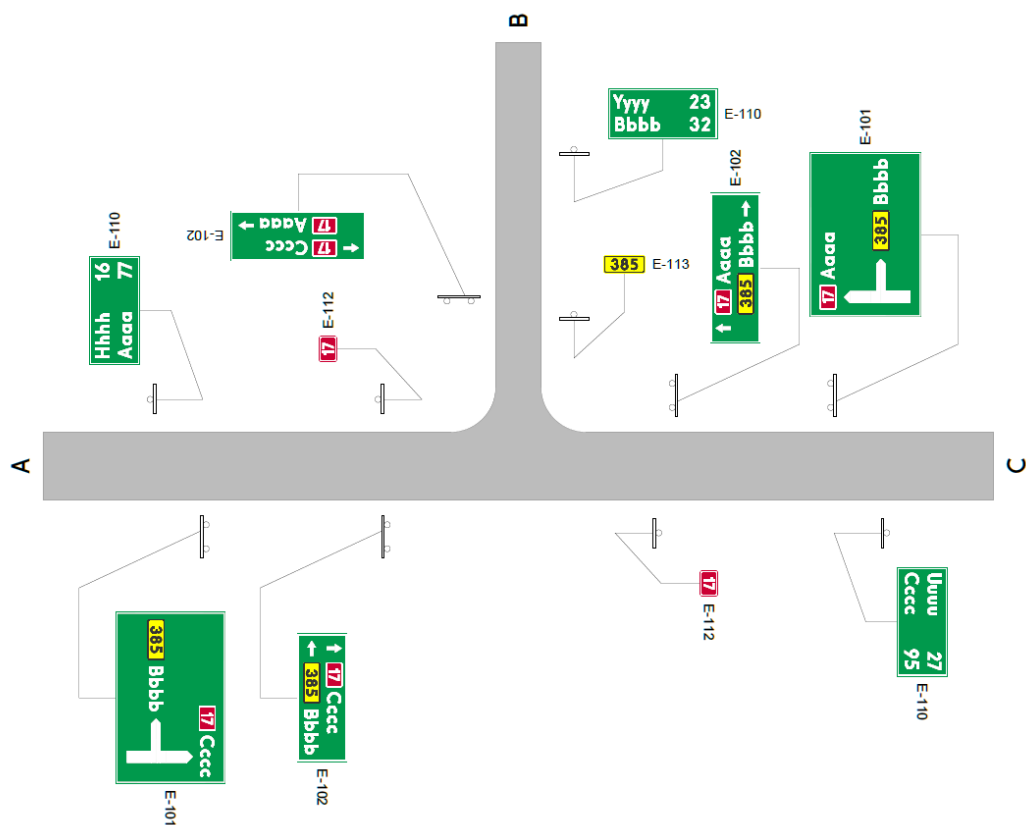 B
Yyyy 23
Bbbb 32
E-110
E-101
17 Aaaa
385 Bbbb
E-102
17 Aaaa
385 Bbbb
E-102
17 Aaaa
17 Cccc
E-110
Hhhh 16
Aaaa 77
E-112
17
385
E-113
A
C
385 Bbbb
17 Cccc
E-101
17 Cccc
385 Bbbb
E-102
17
E-112
Uuuu 27
Cccc 95
E-110